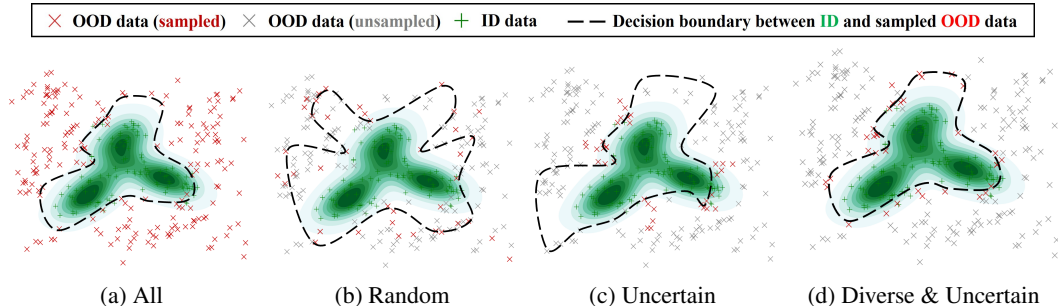 OOD data (sampled) OOD data (unsampled) ID data Decision boundary between ID and sampled OOD data
(a) All (b) Random (c) Uncertain (d) Diverse & Uncertain